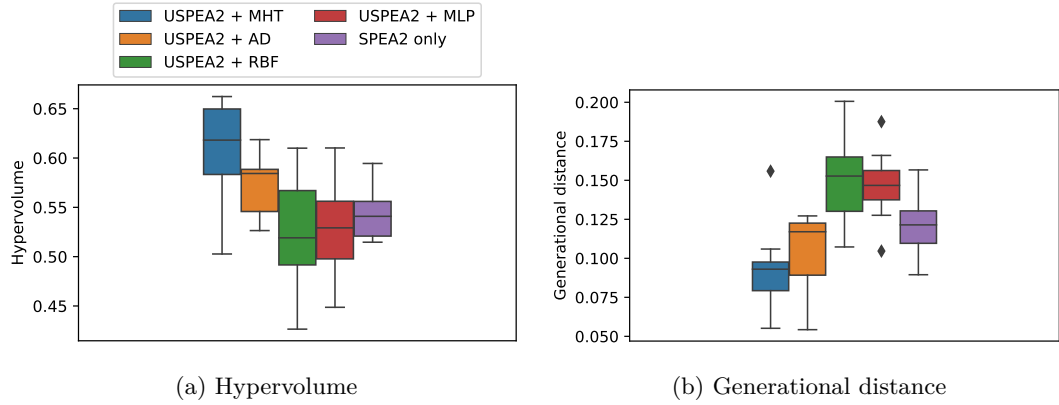 USPEA2 + MHT
USPEA2 + AD
USPEA2 + RBF
USPEA2 + MLP
SPEA2 only
Hypervolume
0.65
0.60
0.55
0.50
0.45
(a) Hypervolume
Generational distance
0.200
0.175
0.150
0.125
0.100
0.075
0.050
(b) Generational distance